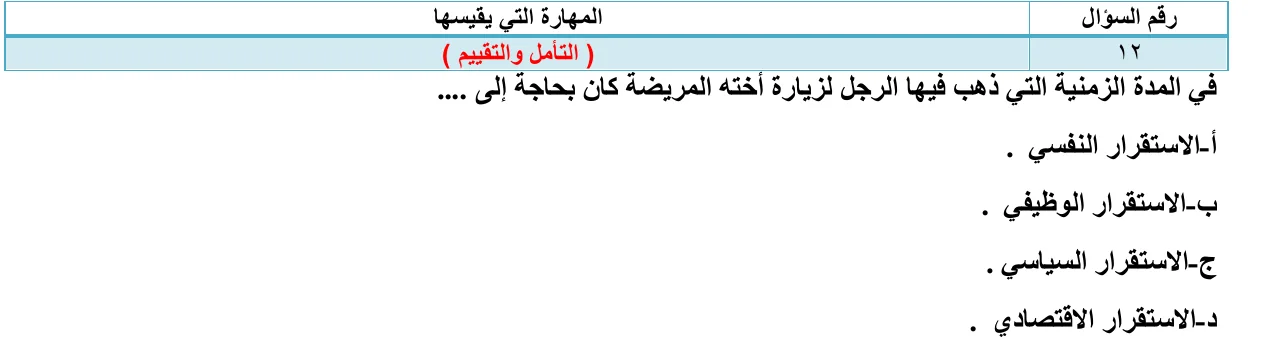 رقم السؤال المهارة التي يقيسها
١٢ ( التأمل والتقييم )
في المدة الزمنية التي ذهب فيها الرجل لزيارة أخته المريضة كان بحاجة إلى ....
أ-الاستقرار النفسي .
ب-الاستقرار الوظيفي .
ج-الاستقرار السياسي .
د-الاستقرار الاقتصادي .